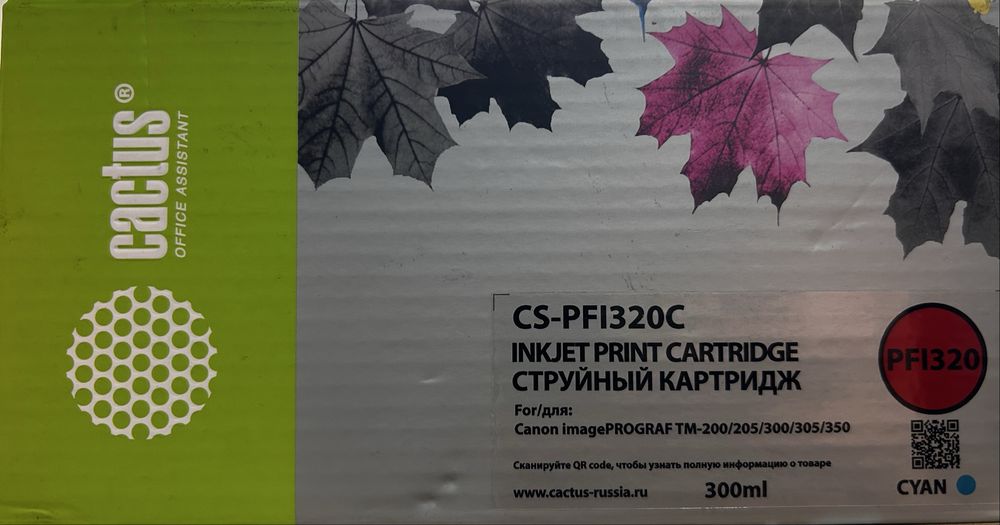 cactus®
OFFICE ASSISTANT
CS-PFI320C
INKJET PRINT CARTRIDGE
СТРУЙНЫЙ КАРТРИДЖ
PFI320
For/для:
Canon imagePROGRAF TM-200/205/300/305/350
Сканируйте QR code, чтобы узнать полную информацию о товаре
www.cactus-russia.ru
300ml
CYAN